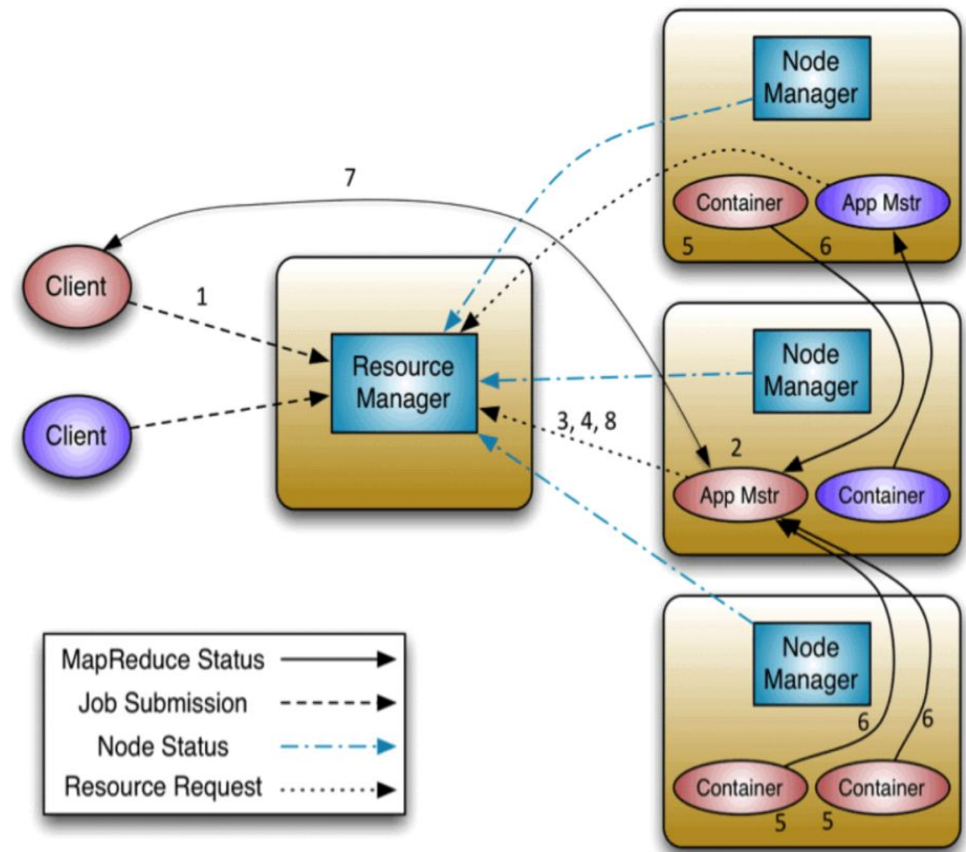 Node
Manager
Container
App Mstr
5
6
7
Client
1
Resource
Manager
Client
3, 4, 8
Node
Manager
2
App Mstr
Container
Node
Manager
6
6
Container
Container
5
5
MapReduce Status
Job Submission
Node Status
Resource Request